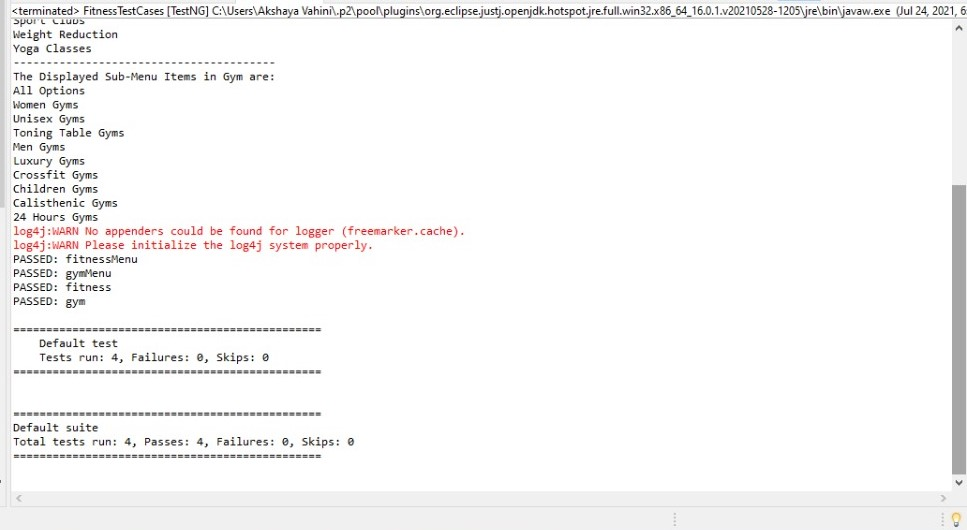 <terminated> FitnessTestCases [TestNG] C:\Users\Akshaya Vahini\.p2\pool\plugins\org.eclipse.justj.openjdk.hotspot.jre.full.win32.x86_64_16.0.1.v20210528-1205\jre\bin\javaw.exe (Jul 24, 2021, 6
Sport Clubs
Weight Reduction
Yoga Classes
----------------------------------------
The Displayed Sub-Menu Items in Gym are:
All Options
Women Gyms
Unisex Gyms
Toning Table Gyms
Men Gyms
Luxury Gyms
Crossfit Gyms
Children Gyms
Calisthenic Gyms
24 Hours Gyms
log4j:WARN No appenders could be found for logger (freemarker.cache).
log4j:WARN Please initialize the log4j system properly.
PASSED: fitnessMenu
PASSED: gymMenu
PASSED: fitness
PASSED: gym
===============================================
Default test
Tests run: 4, Failures: 0, Skips: 0
===============================================
===============================================
Default suite
Total tests run: 4, Passes: 4, Failures: 0, Skips: 0
===============================================